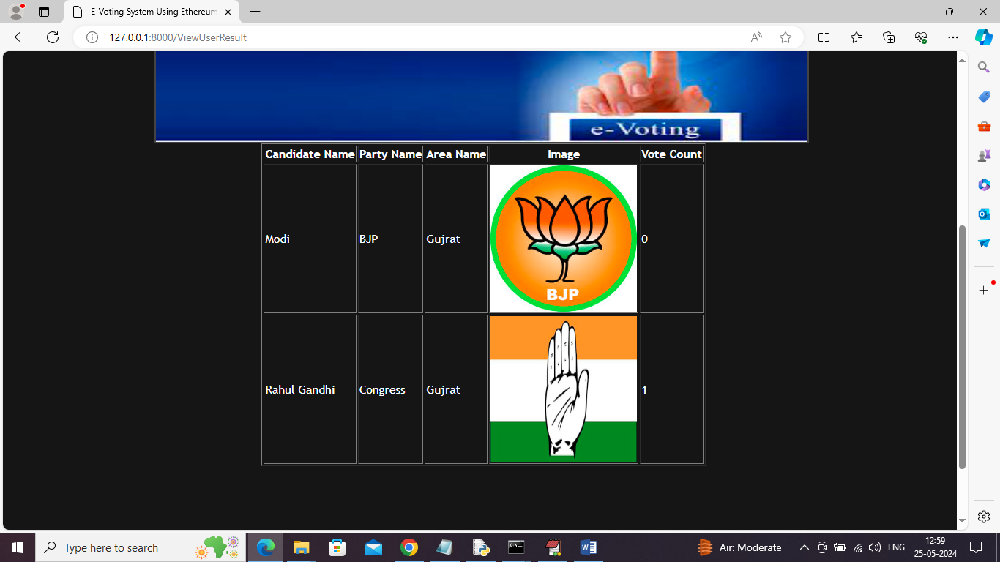 E-Voting System Using Ethereum
127.0.0.1:8000/ViewUserResult
e-Voting
Candidate Name Party Name Area Name Image Vote Count
Modi BJP Gujrat BJP 0
Rahul Gandhi Congress Gujrat 1
Type here to search
Air: Moderate
ENG
12:59
25-05-2024